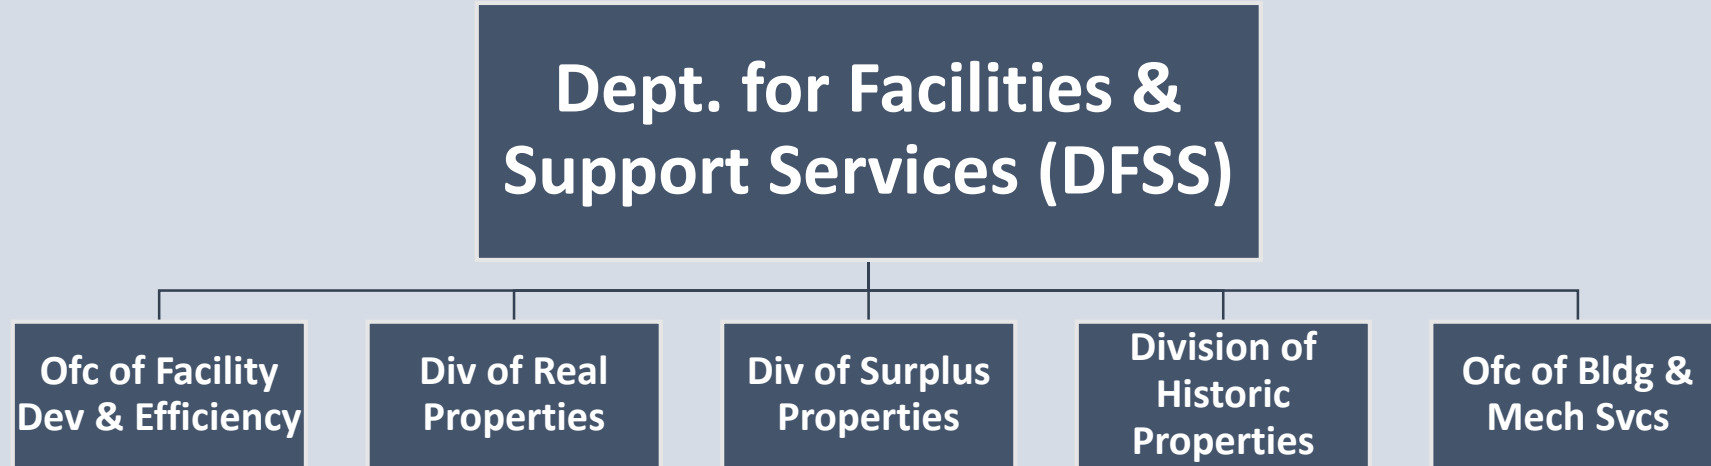 Dept. for Facilities &
Support Services (DFSS)
Ofc of Facility
Dev & Efficiency
Div of Real
Properties
Div of Surplus
Properties
Division of
Historic
Properties
Ofc of Bldg &
Mech Svcs